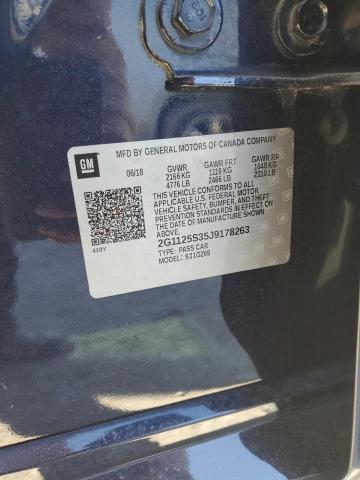 GM
MFD BY GENERAL MOTORS OF CANADA COMPANY
06/18 GVWR GAWR FRT GAWR RR
2166 KG 1119 KG 1048 KG
4776 LB 2466 LB 2310 LB
THIS VEHICLE CONFORMS TO ALL
APPLICABLE U.S. FEDERAL MOTOR
VEHICLE SAFETY, BUMPER, AND
THEFT PREVENTION STANDARDS
IN EFFECT ON THE DATE OF
MANUFACTURE SHOWN ABOVE.
2G1125S35J9178263
TYPE: PASS CAR
419Y MODEL: S31GZ69